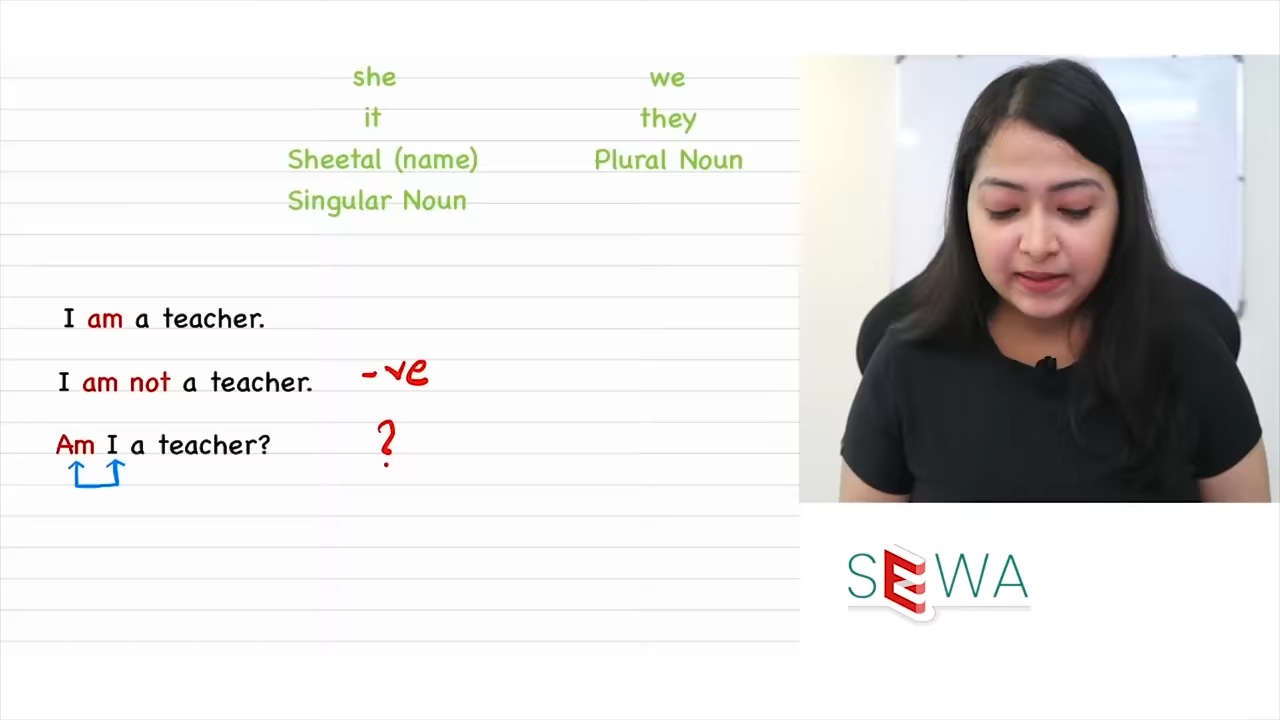 she we
it they
Sheetal (name) Plural Noun
Singular Noun
I am a teacher.
I am not a teacher. -ve
Am I a teacher? ?
SEWA